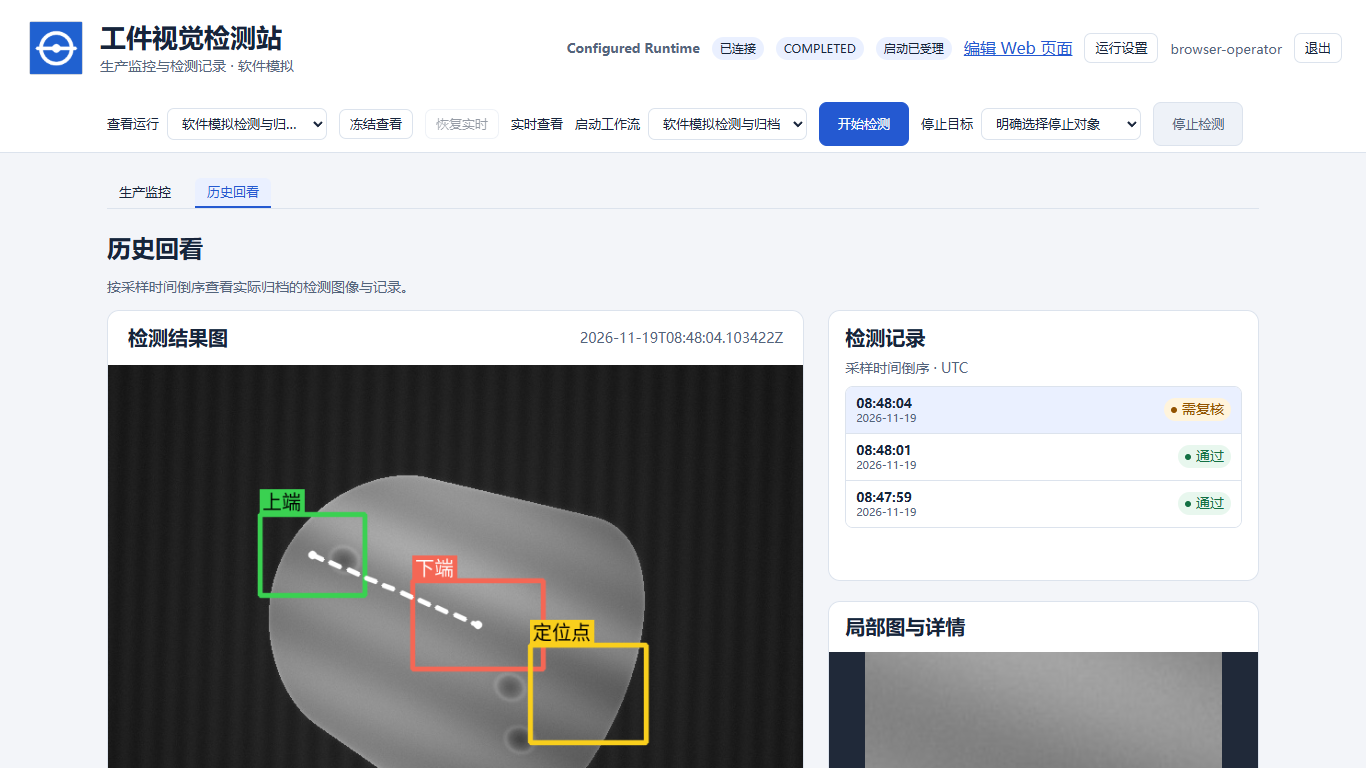 工件视觉检测站
生产监控与检测记录 · 软件模拟
Configured Runtime
已连接
COMPLETED
启动已受理
编辑 Web 页面
运行设置
browser-operator
退出
查看运行
软件模拟检测与归...
冻结查看
恢复实时
实时查看
启动工作流
软件模拟检测与归档
开始检测
停止目标
明确选择停止对象
停止检测
生产监控
历史回看
历史回看
按采样时间倒序查看实际归档的检测图像与记录。
检测结果图
2026-11-19T08:48:04.103422Z
上端
下端
定位点
检测记录
采样时间倒序 · UTC
08:48:04
2026-11-19
需复核
08:48:01
2026-11-19
通过
08:47:59
2026-11-19
通过
局部图与详情